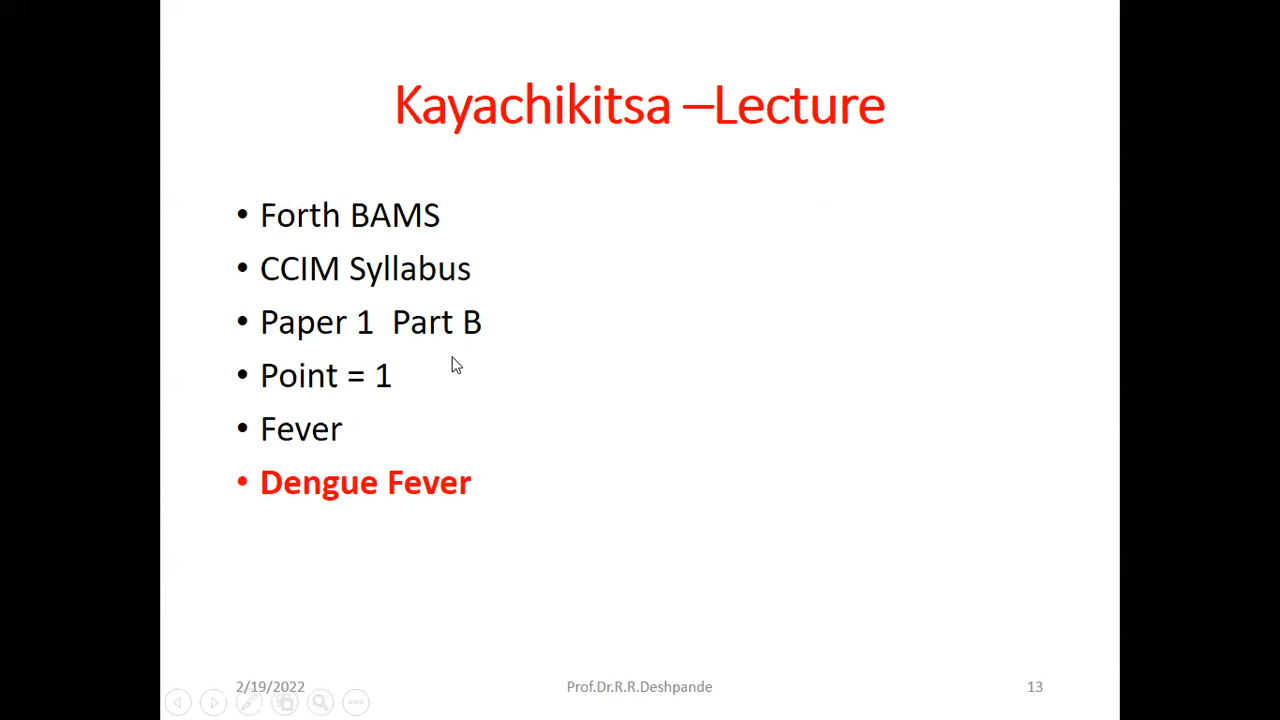 Kayachikitsa –Lecture
• Forth BAMS
• CCIM Syllabus
• Paper 1 Part B
• Point = 1
• Fever
• Dengue Fever
2/19/2022
Prof.Dr.R.R.Deshpande
13